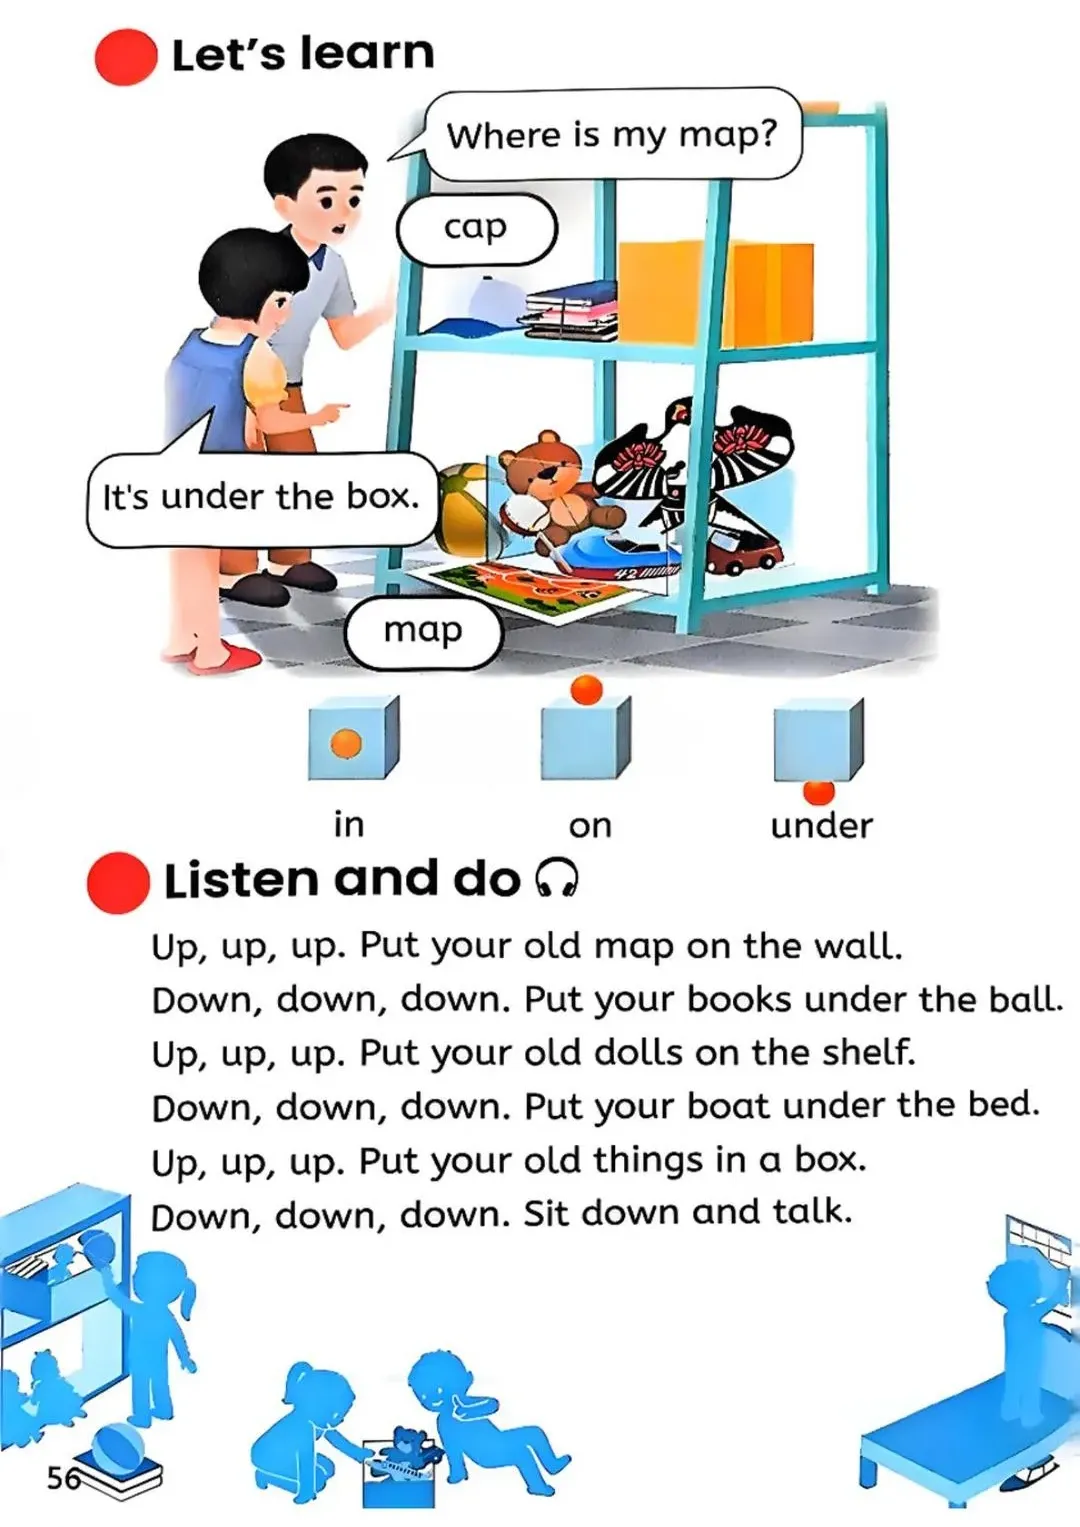 Let's learn
Where is my map?
cap
It's under the box.
42
map
in
on
under
Listen and do
Up, up, up. Put your old map on the wall.
Down, down, down. Put your books under the ball.
Up, up, up. Put your old dolls on the shelf.
Down, down, down. Put your boat under the bed.
Up, up, up. Put your old things in a box.
Down, down, down. Sit down and talk.
56